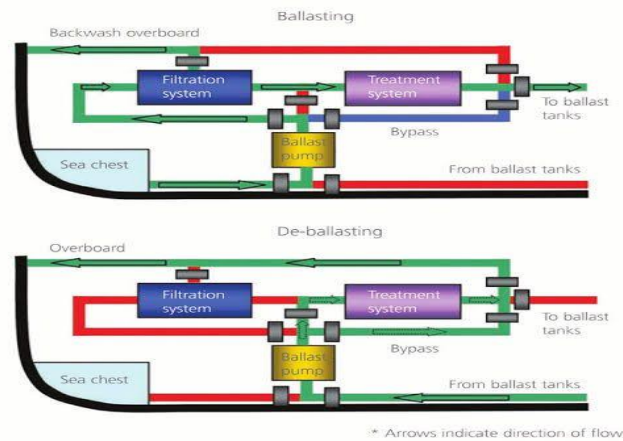 Ballasting
Backwash overboard
Filtration
system
Treatment
system
To ballast
tanks
Bypass
Ballast
pump
Sea chest
From ballast tanks
De-ballasting
Overboard
Filtration
system
Treatment
system
To ballast
tanks
Bypass
Ballast
pump
Sea chest
From ballast tanks
* Arrows indicate direction of flow